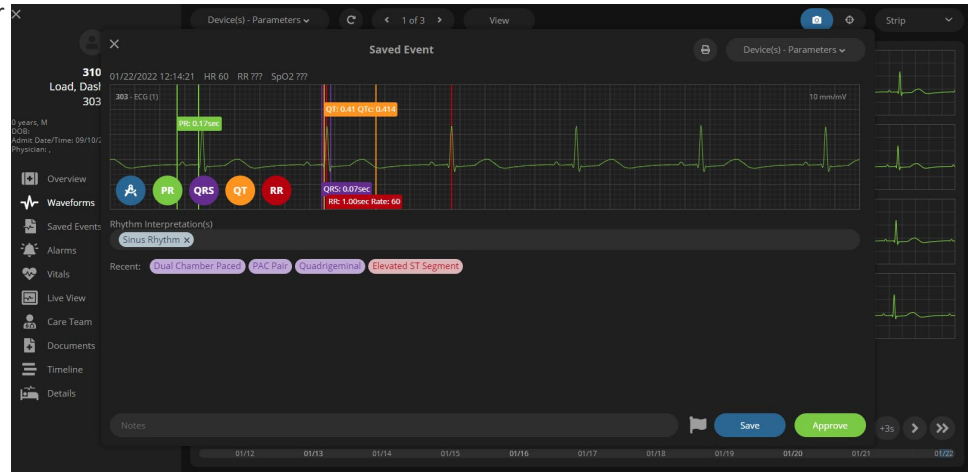 r
Device(s) - Parameters
1 of 3
View
Strip
Saved Event
Device(s) - Parameters
310
Load, Dash
303
0 years, M
DOB:
Admit Date/Time: 09/10/2
Physician: ,
Overview
Waveforms
Saved Events
Alarms
Vitals
Live View
Care Team
Documents
Timeline
Details
01/22/2022 12:14:21 HR 60 RR ??? SpO2 ???
303 - ECG (1)
10 mm/mV
QT: 0.41 QTc: 0.414
PR: 0.17sec
QRS: 0.07sec
RR: 1.00sec Rate: 60
PR
QRS
QT
RR
Rhythm Interpretation(s)
Sinus Rhythm x
Recent: Dual Chamber Paced PAC Pair Quadrigeminal Elevated ST Segment
Notes
Save
Approve
+3s
01/12 01/13 01/14 01/15 01/16 01/17 01/18 01/19 01/20 01/21 01/22